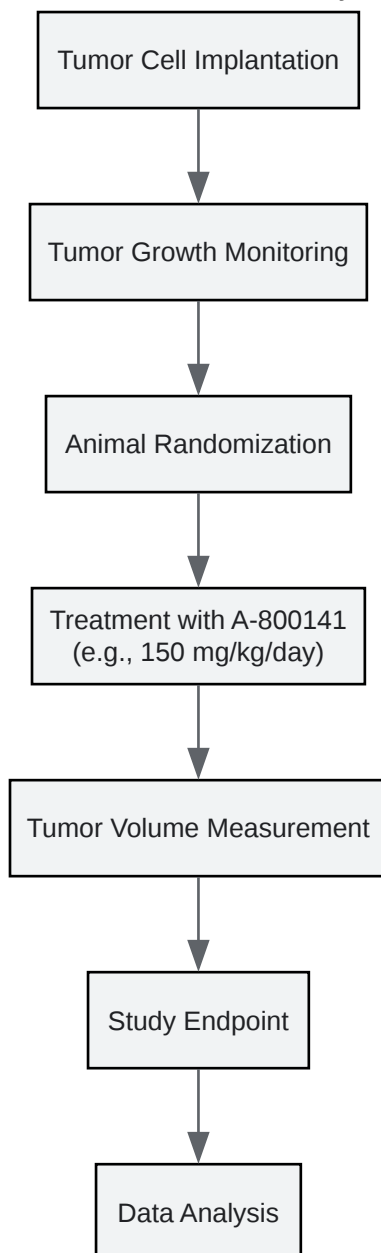 Tumor Cell Implantation
Tumor Growth Monitoring
Animal Randomization
Treatment with A-800141
(e.g., 150 mg/kg/day)
Tumor Volume Measurement
Study Endpoint
Data Analysis